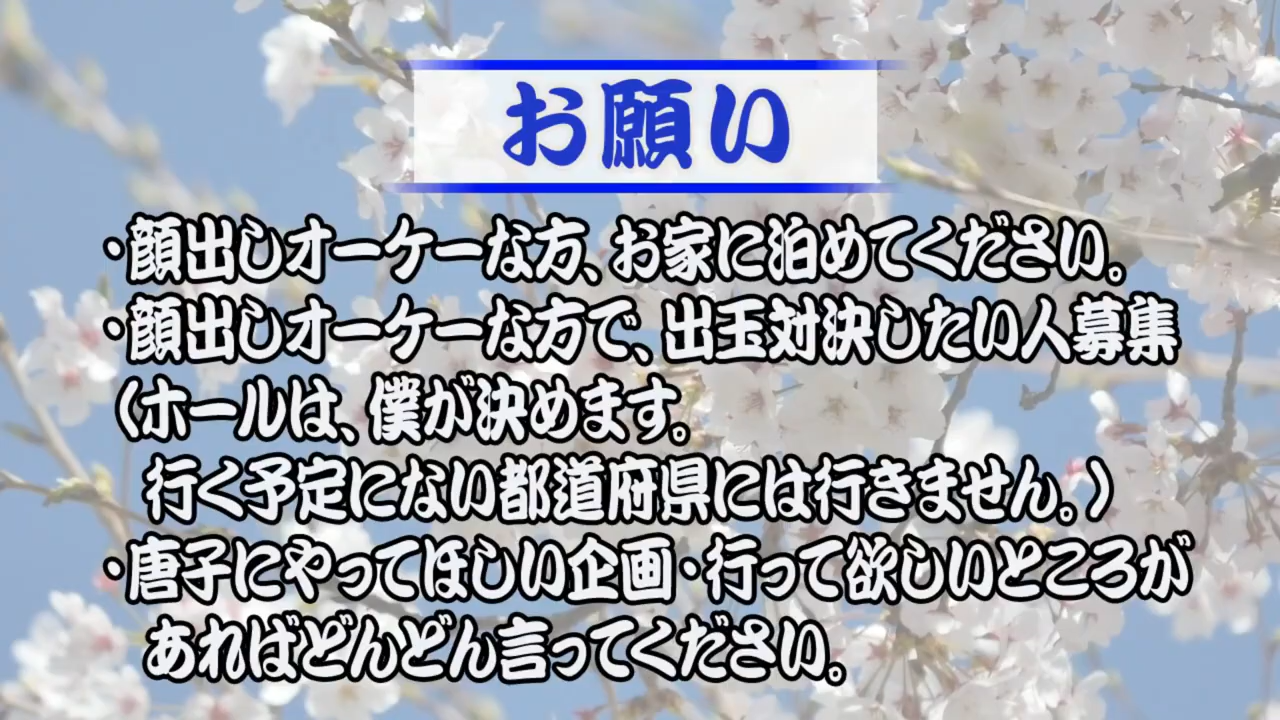 お願い
・顔出しオーケーな方、お家に泊めてください。
・顔出しオーケーな方で、出玉対決したい人募集
(ホールは、僕が決めます。
行く予定にない都道府県には行きません。)
・唐子にやってほしい企画・行って欲しいところが
あればどんどん言ってください。